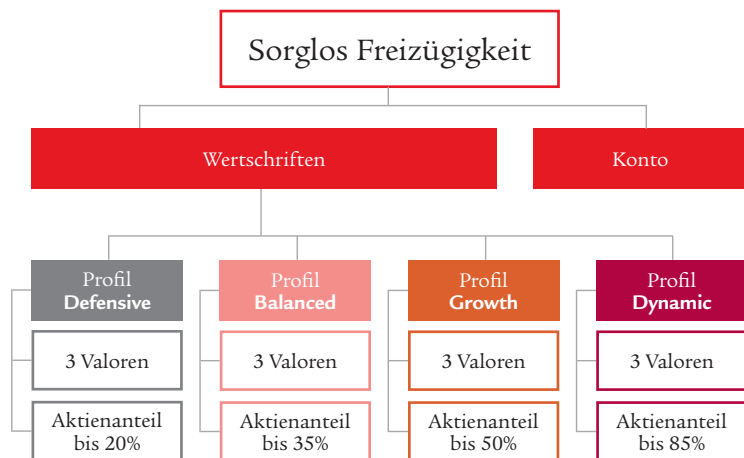 Sorglos Freizügigkeit
Wertschriften
Konto
Profil
Defensive
Profil
Balanced
Profil
Growth
Profil
Dynamic
3 Valoren
3 Valoren
3 Valoren
3 Valoren
Aktienanteil
bis 20%
Aktienanteil
bis 35%
Aktienanteil
bis 50%
Aktienanteil
bis 85%